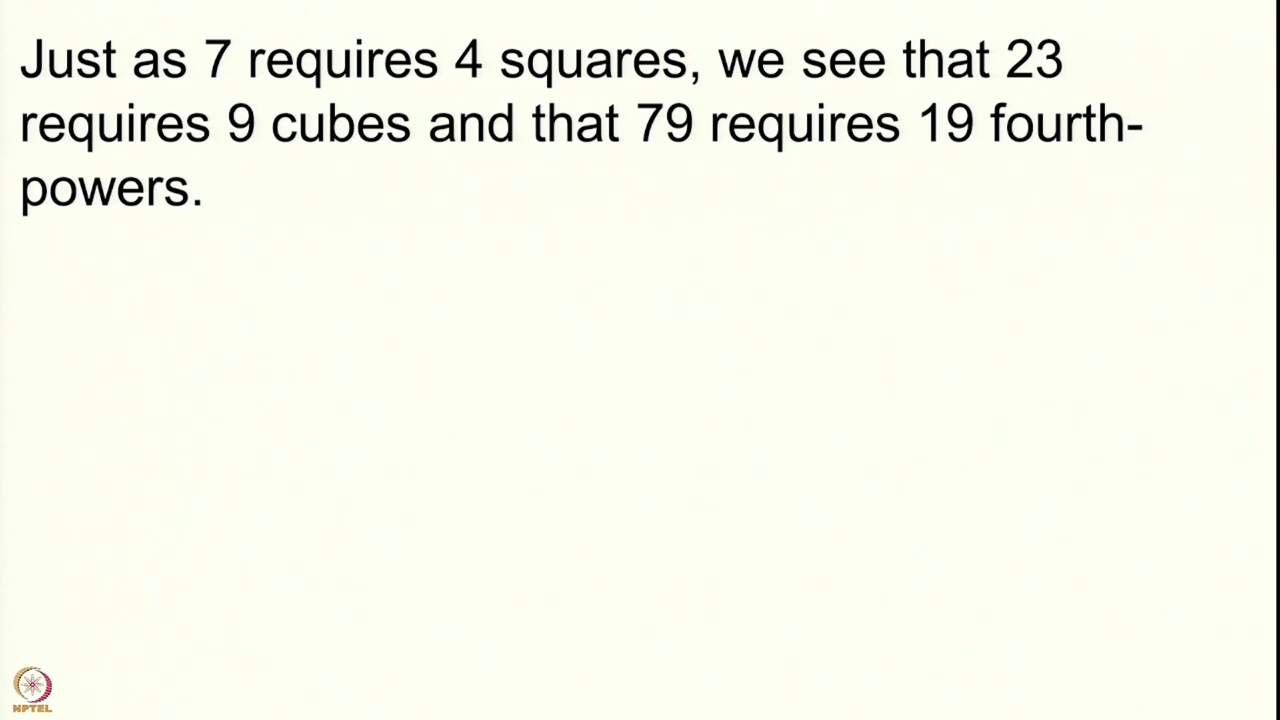 Just as 7 requires 4 squares, we see that 23
requires 9 cubes and that 79 requires 19 fourth-
powers.
NPTEL